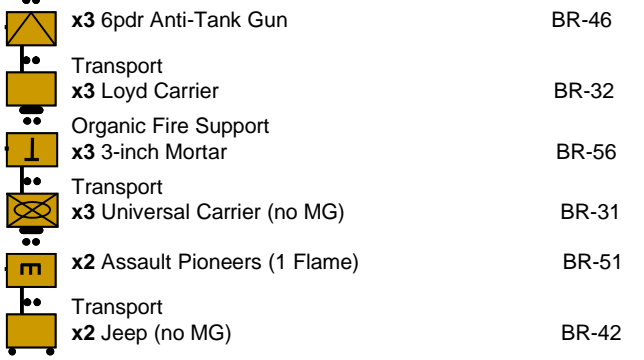 x3 6pdr Anti-Tank Gun BR-46
Transport
x3 Loyd Carrier BR-32
Organic Fire Support
x3 3-inch Mortar BR-56
Transport
x3 Universal Carrier (no MG) BR-31
x2 Assault Pioneers (1 Flame) BR-51
Transport
x2 Jeep (no MG) BR-42